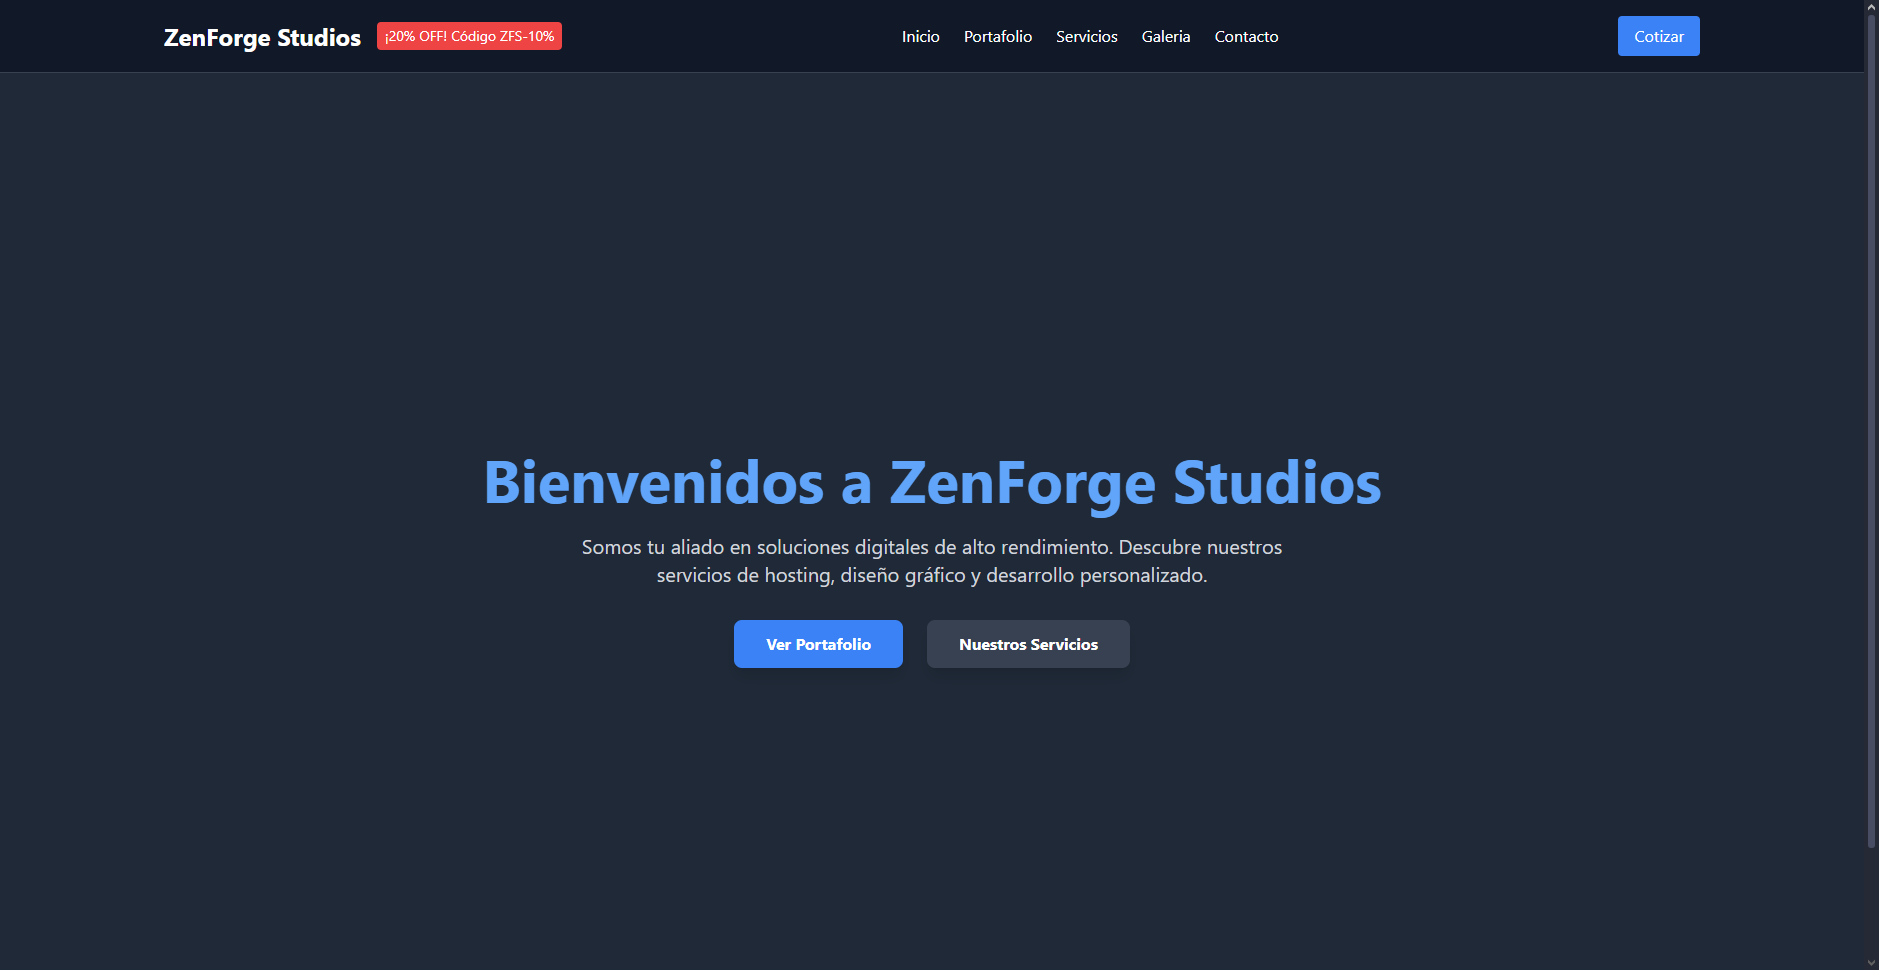 ZenForge Studios
¡20% OFF! Código ZFS-10%
Inicio Portafolio Servicios Galeria Contacto
Cotizar
Bienvenidos a ZenForge Studios
Somos tu aliado en soluciones digitales de alto rendimiento. Descubre nuestros
servicios de hosting, diseño gráfico y desarrollo personalizado.
Ver Portafolio
Nuestros Servicios